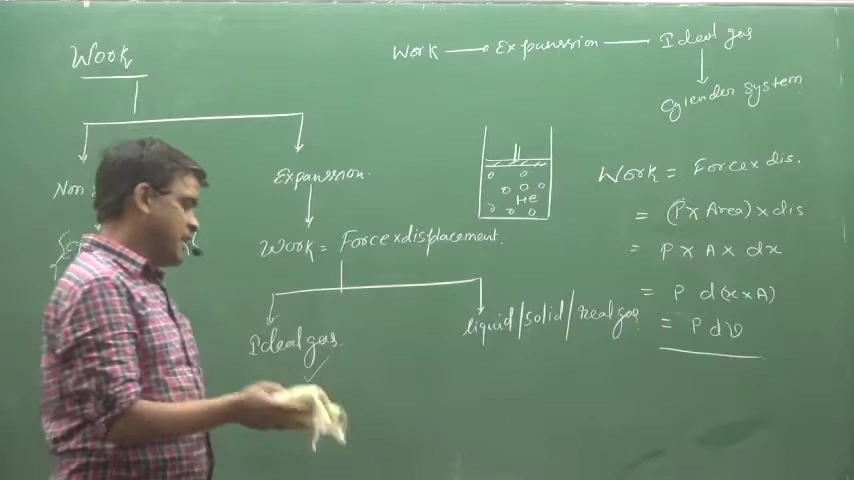 Work
Non
Expanssion.
Work = Force x displacement.
Ideal gas.
liquid/solid/real gas
Work → Expanssion — Ideal gas
Cylender system
He
Work = Force x dis.
= (P x Area) x dis
= P x A x dx
= P d(x x A)
= P dV